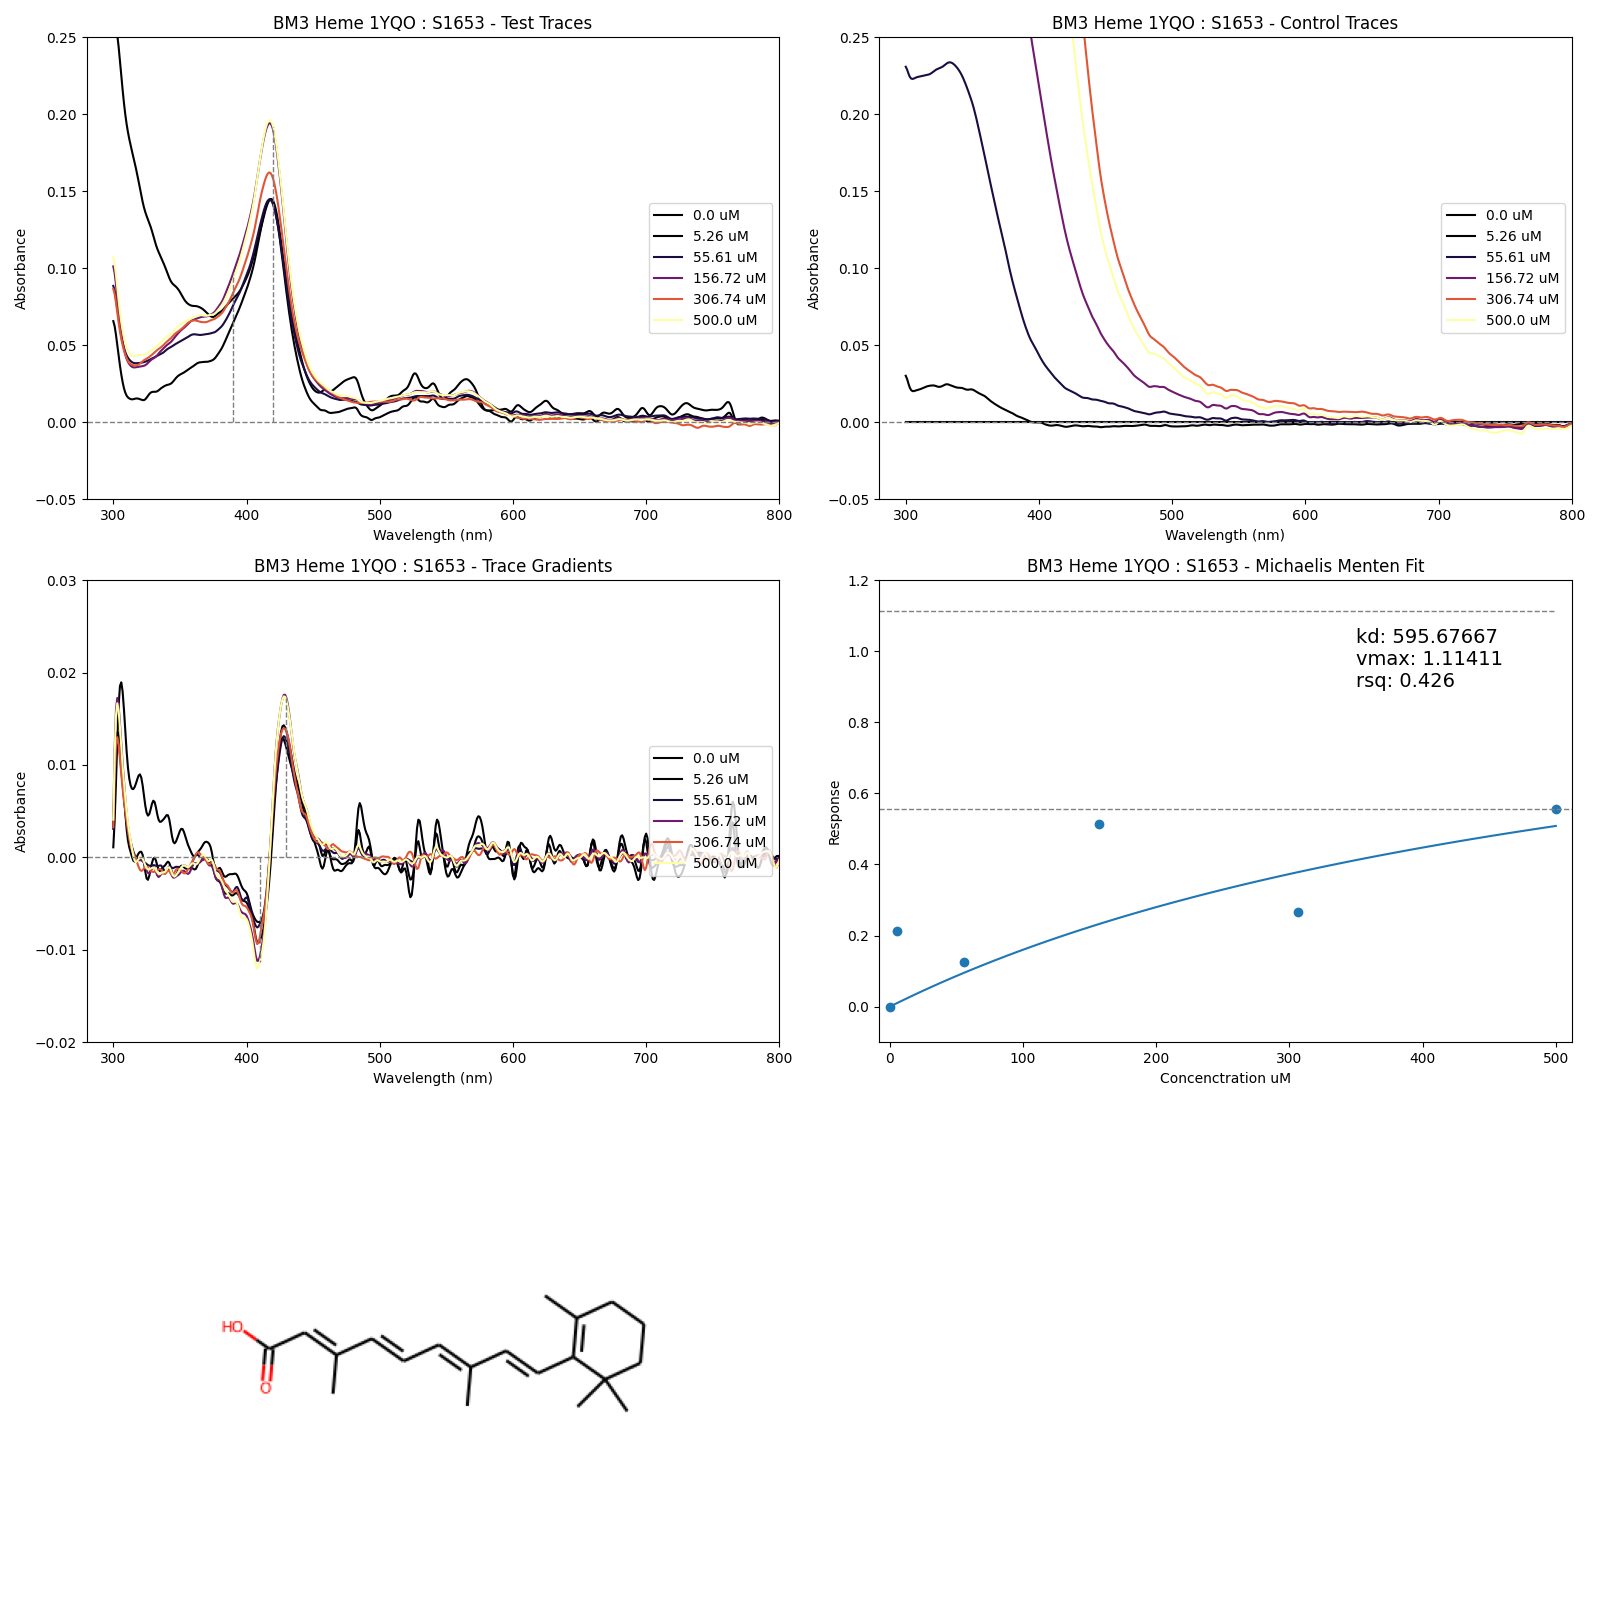 BM3 Heme 1YQO : S1653 - Test Traces
0.25
0.20
0.15
0.10
0.05
0.00
−0.05
Absorbance
300 400 500 600 700 800
Wavelength (nm)
0.0 uM
5.26 uM
55.61 uM
156.72 uM
306.74 uM
500.0 uM
BM3 Heme 1YQO : S1653 - Control Traces
0.25
0.20
0.15
0.10
0.05
0.00
−0.05
Absorbance
300 400 500 600 700 800
Wavelength (nm)
0.0 uM
5.26 uM
55.61 uM
156.72 uM
306.74 uM
500.0 uM
BM3 Heme 1YQO : S1653 - Trace Gradients
0.03
0.02
0.01
0.00
−0.01
−0.02
Absorbance
300 400 500 600 700 800
Wavelength (nm)
0.0 uM
5.26 uM
55.61 uM
156.72 uM
306.74 uM
500.0 uM
BM3 Heme 1YQO : S1653 - Michaelis Menten Fit
1.2
1.0
0.8
0.6
0.4
0.2
0.0
Response
kd: 595.67667
vmax: 1.11411
rsq: 0.426
0 100 200 300 400 500
Concenctration uM
HO
O